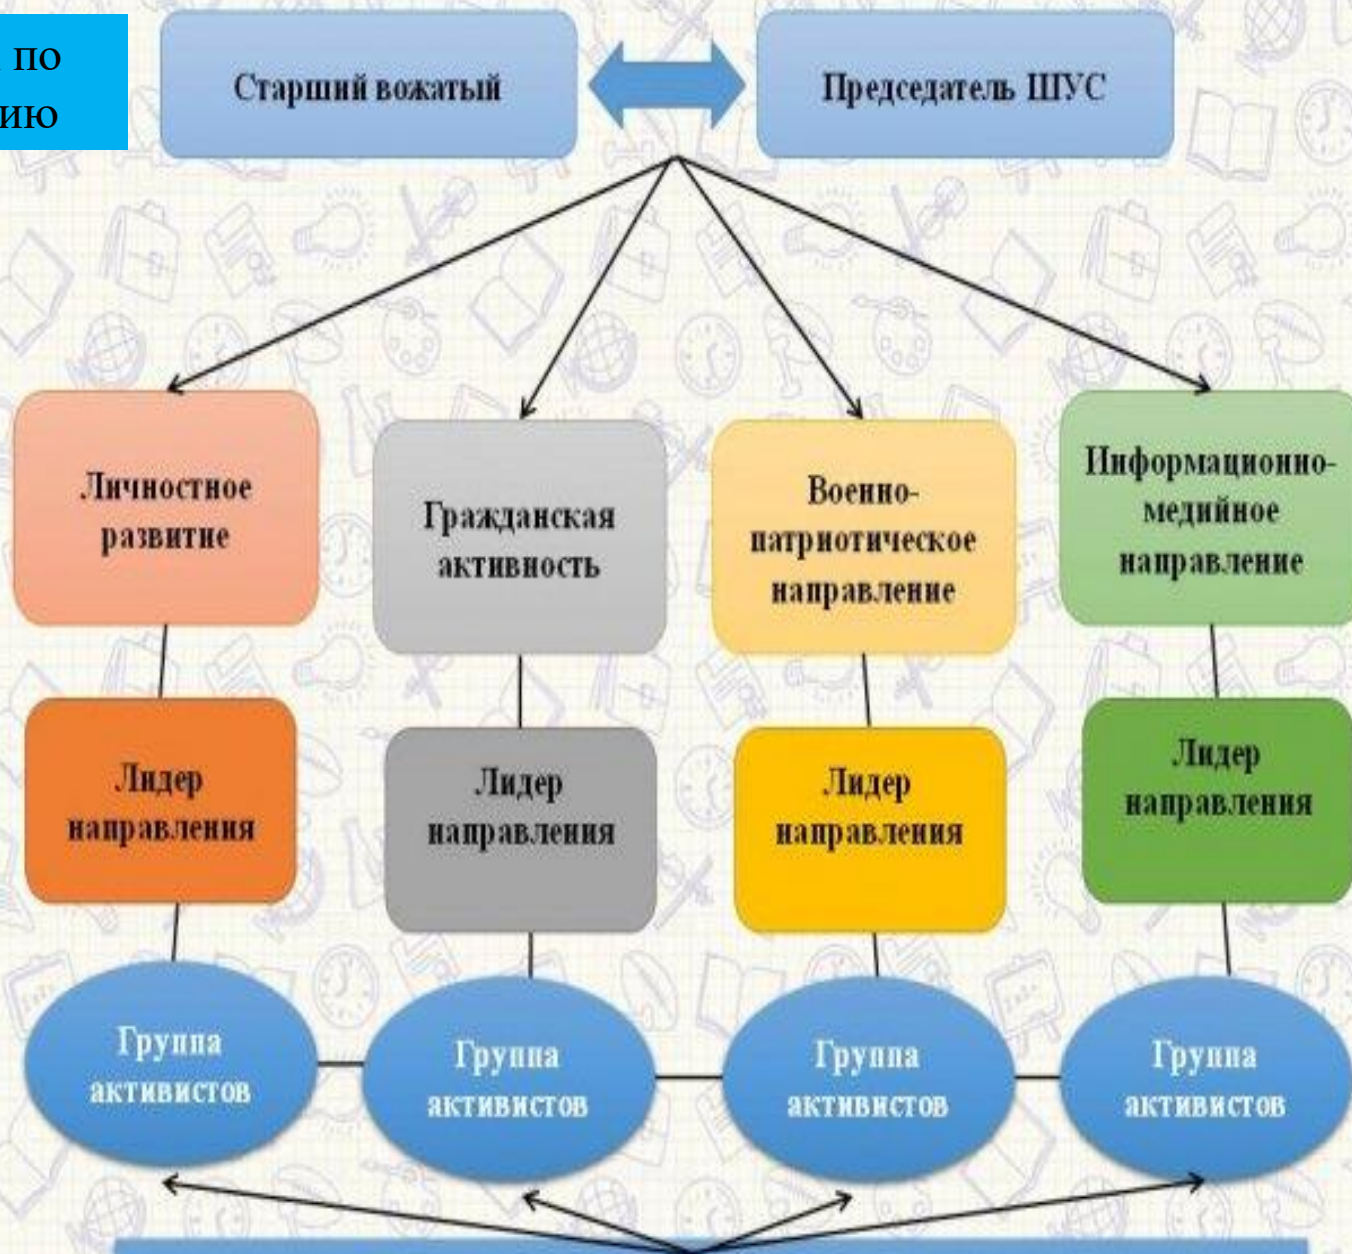 по
ию
Старший вожатый
Председатель ШУС
Личностное
развитие
Гражданская
активность
Военно-
патриотическое
направление
Информационно-
медийное
направление
Лидер
направления
Лидер
направления
Лидер
направления
Лидер
направления
Группа
активистов
Группа
активистов
Группа
активистов
Группа
активистов